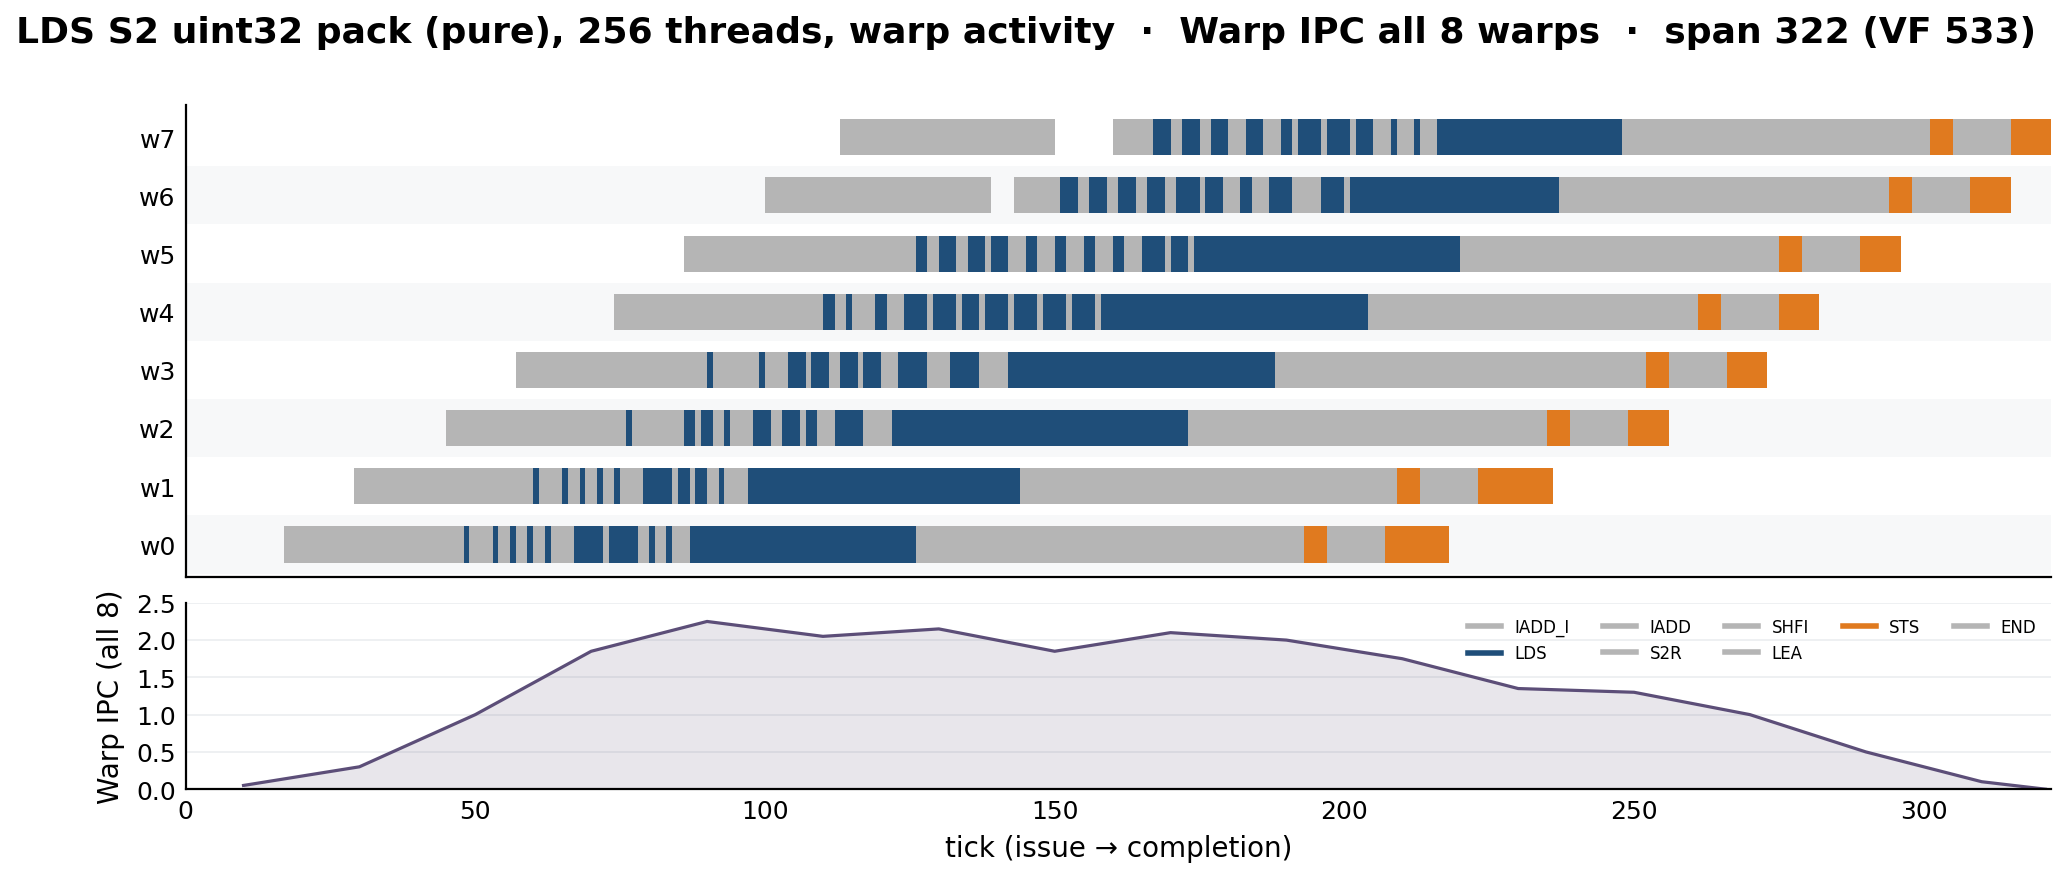 LDS S2 uint32 pack (pure), 256 threads, warp activity · Warp IPC all 8 warps · span 322 (VF 533)
w7
w6
w5
w4
w3
w2
w1
w0
Warp IPC (all 8)
2.5
2.0
1.5
1.0
0.5
0.0
IADD_I IADD SHFI STS END
LDS S2R LEA
0 50 100 150 200 250 300
tick (issue → completion)